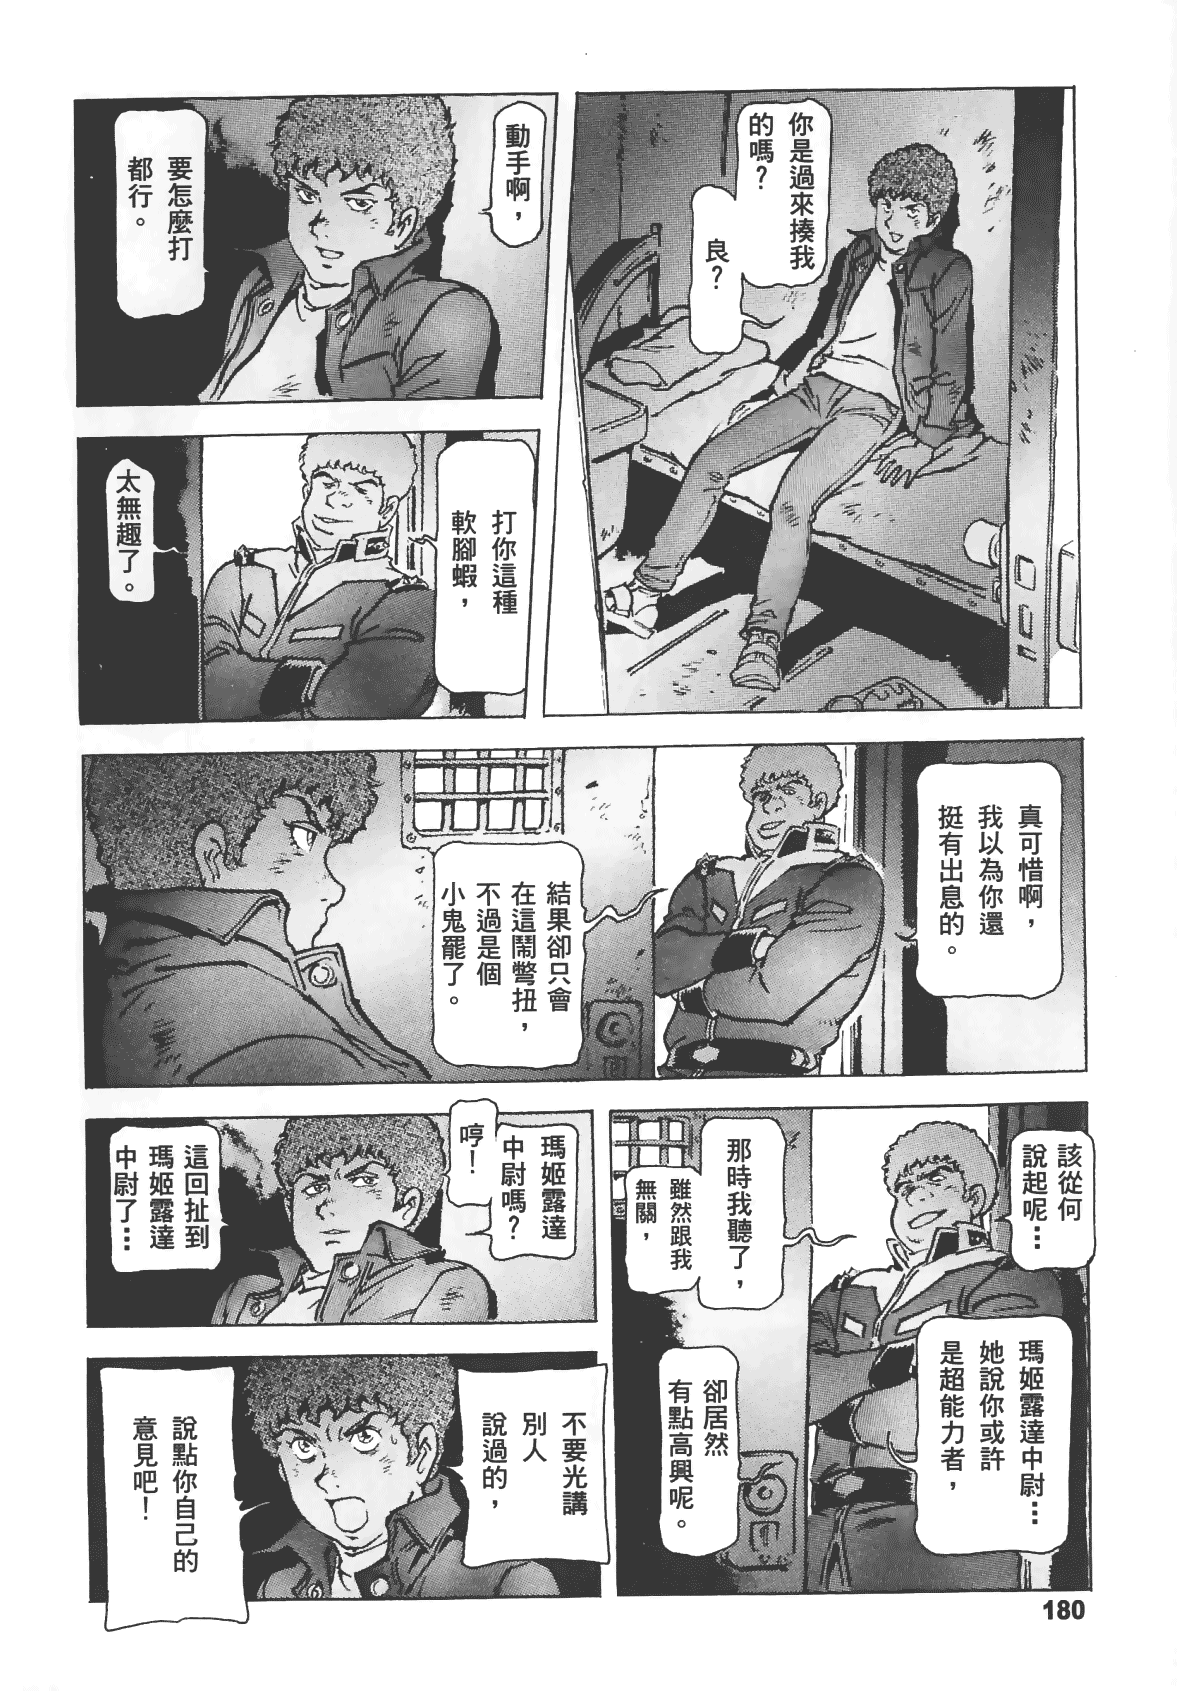 你是過來揍我
的嗎？
良？
動手啊，
要怎麼打
都行。
打你這種
軟腳蝦，
太無趣了。
真可惜啊，
我以為你還
挺有出息的。
結果卻只會
在這鬧彆扭，
不過是個
小鬼罷了。
該從何
說起呢…
瑪姬露達中尉…
她說你或許
是超能力者，
那時我聽了，
雖然跟我
無關，
卻居然
有點高興呢。
瑪姬露達
中尉嗎？
哼！
這回扯到
瑪姬露達
中尉了…
不要光講
別人
說過的，
說點你自己的
意見吧！
180